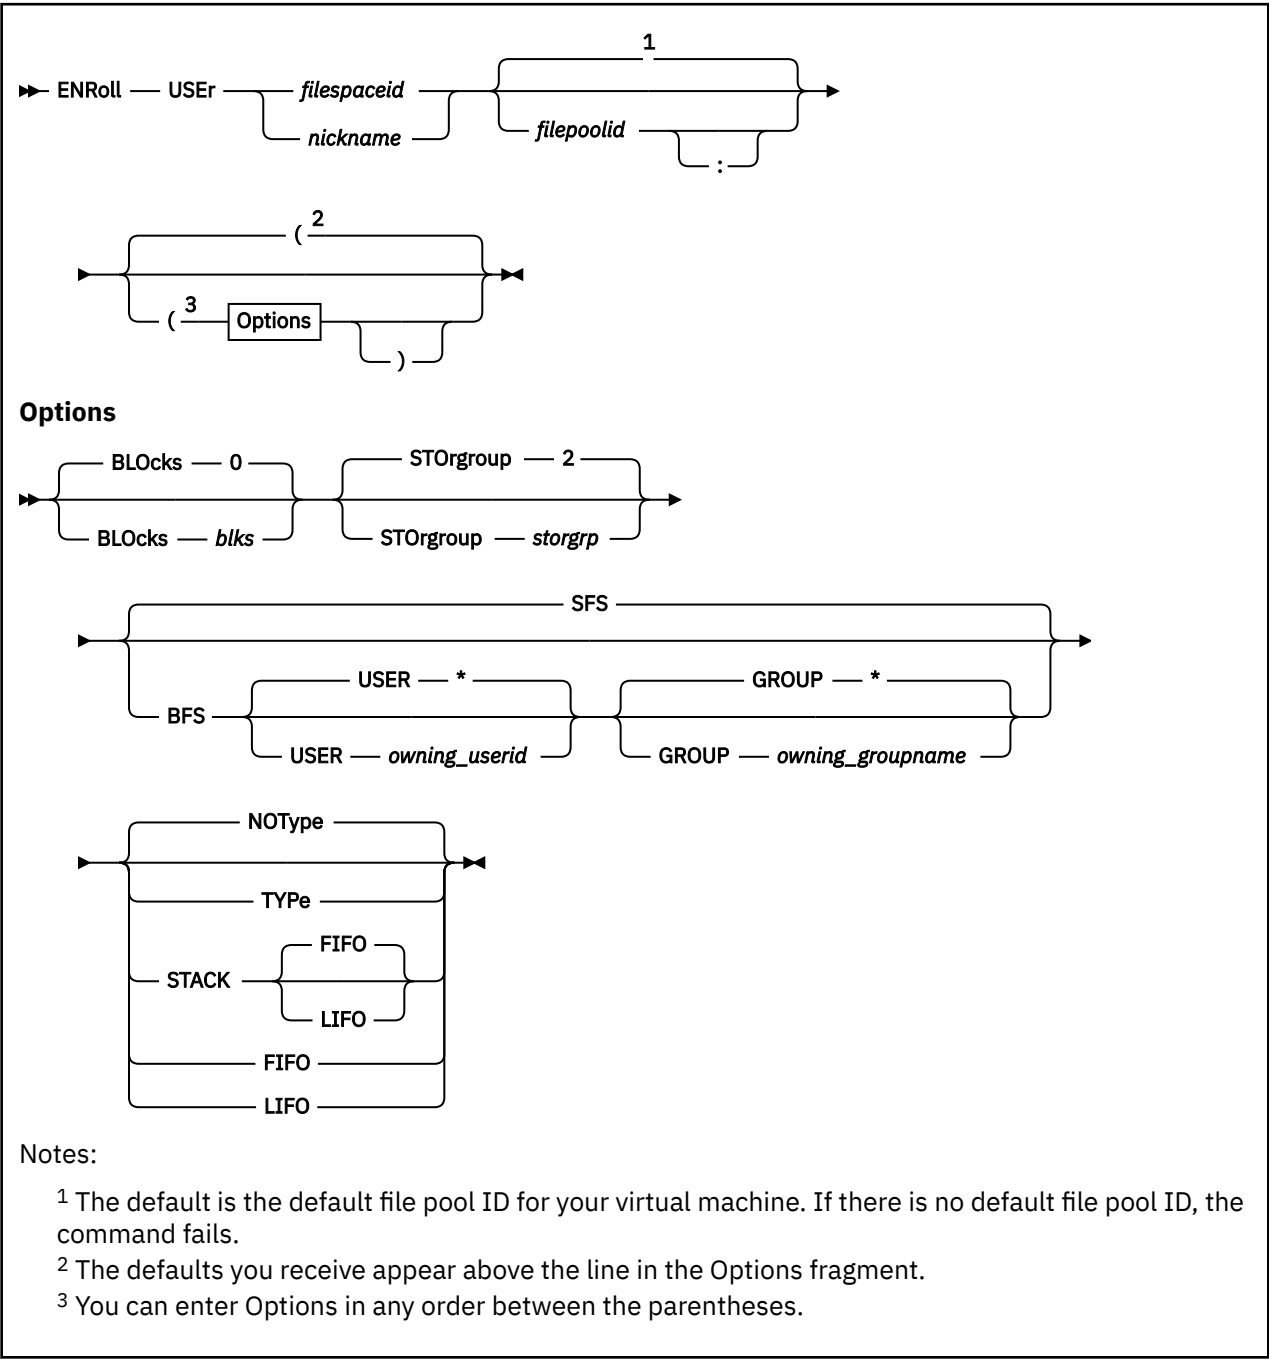 1
ENRoll USEr filespaceid
nickname
filepoolid
:
( 2
( 3 Options
)
Options
BLOcks 0 STOrgroup 2
BLOcks blks STOrgroup storgrp
SFS
USER * GROUP *
BFS
USER owning_userid GROUP owning_groupname
NOType
TYPe
FIFO
STACK
LIFO
FIFO
LIFO
Notes:
1 The default is the default file pool ID for your virtual machine. If there is no default file pool ID, the
command fails.
2 The defaults you receive appear above the line in the Options fragment.
3 You can enter Options in any order between the parentheses.